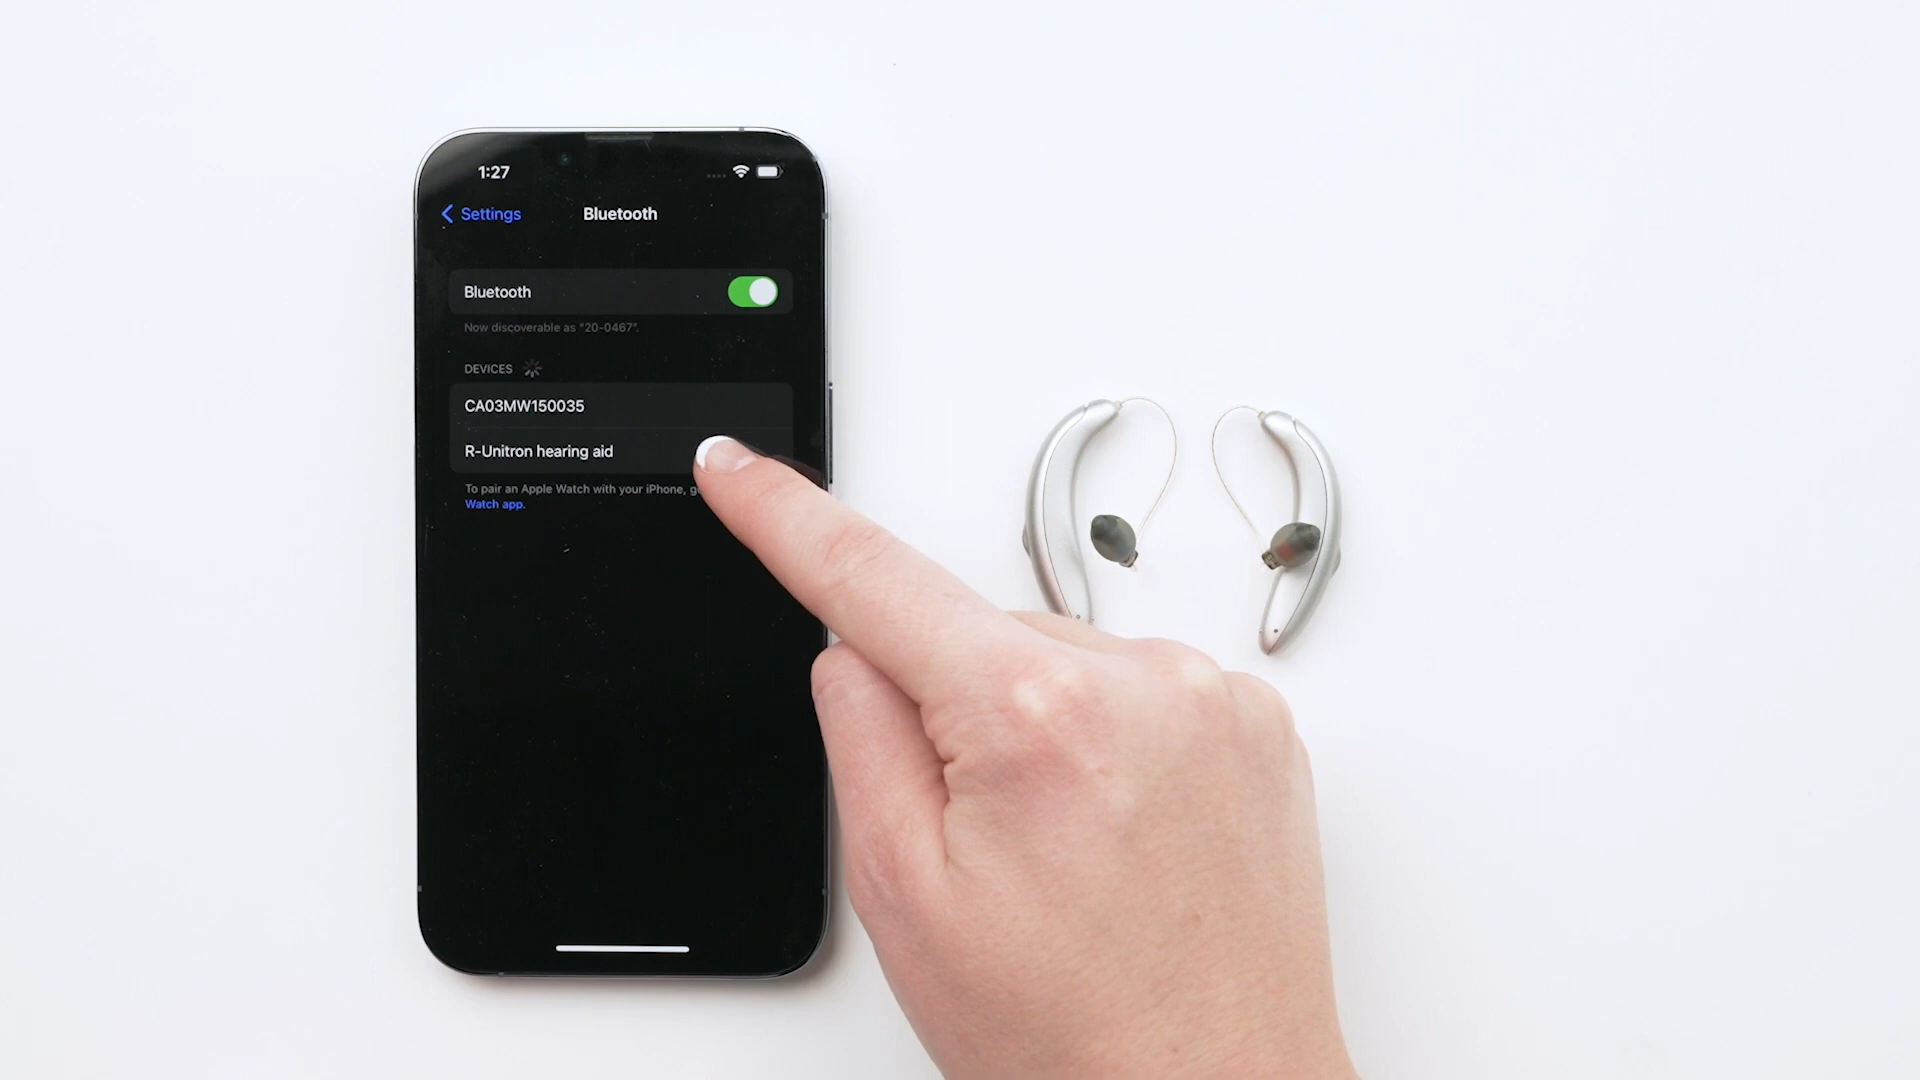 1:27
Settings
Bluetooth
Bluetooth
Now discoverable as "20-0467".
DEVICES
CA03MW150035
R-Unitron hearing aid
To pair an Apple Watch with your iPhone,
Watch app.